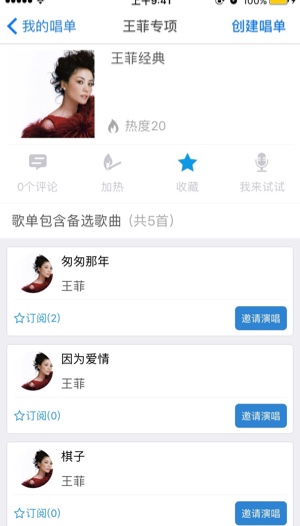 上午9:41
100%
我的唱单
王菲专项
创建唱单
王菲经典
热度20
0个评论
加热
收藏
我来试试
歌单包含备选歌曲（共5首）
匆匆那年
王菲
订阅(2)
邀请演唱
因为爱情
王菲
订阅(0)
邀请演唱
棋子
王菲
订阅(0)
邀请演唱